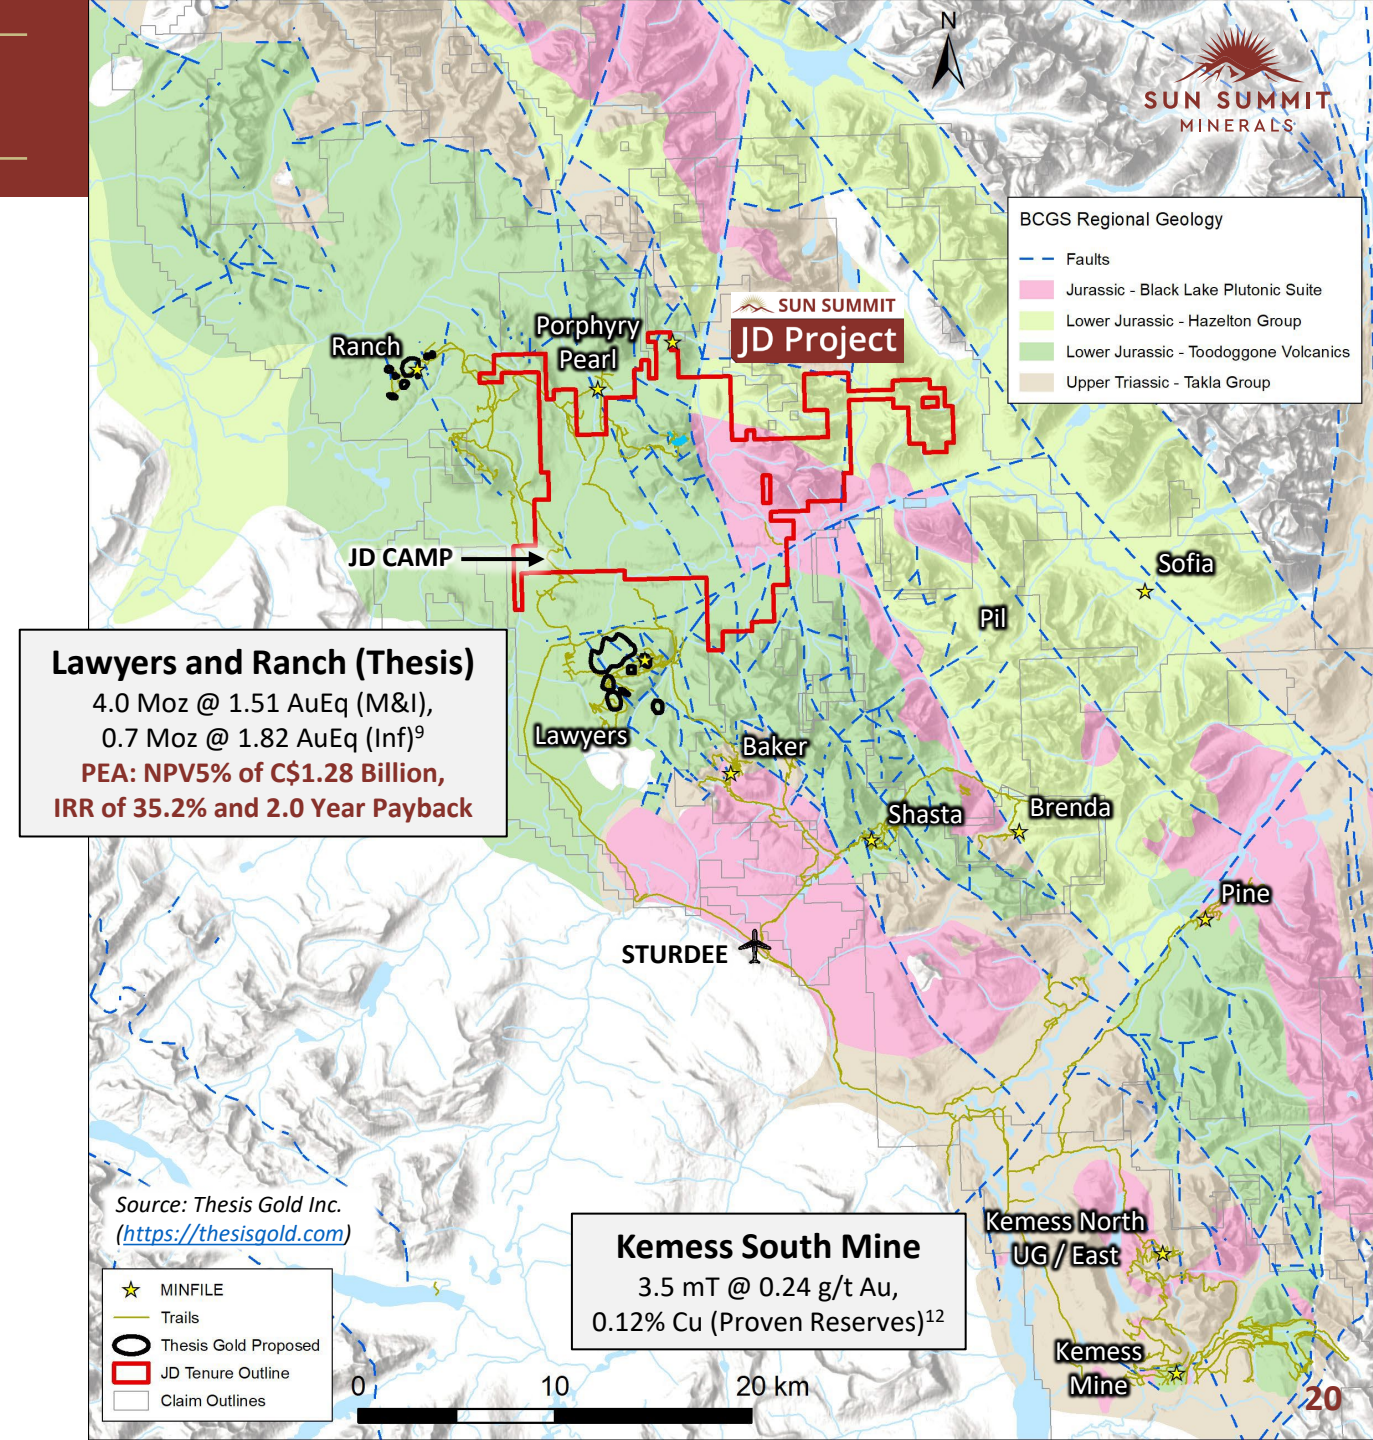 N
SUN SUMMIT
MINERALS
BCGS Regional Geology
Faults
Jurassic - Black Lake Plutonic Suite
Lower Jurassic - Hazelton Group
Lower Jurassic - Toodoggone Volcanics
Upper Triassic - Takla Group
SUN SUMMIT
JD Project
Porphyry
Pearl
Ranch
JD CAMP
Sofia
Pil
Lawyers and Ranch (Thesis)
4.0 Moz @ 1.51 AuEq (M&I),
0.7 Moz @ 1.82 AuEq (Inf)⁹
PEA: NPV5% of C$1.28 Billion,
IRR of 35.2% and 2.0 Year Payback
Lawyers
Baker
Shasta
Brenda
Pine
STURDEE
Source: Thesis Gold Inc.
(https://thesisgold.com)
Kemess South Mine
3.5 mT @ 0.24 g/t Au,
0.12% Cu (Proven Reserves)¹²
Kemess North
UG / East
Kemess
Mine
MINFILE
Trails
Thesis Gold Proposed
JD Tenure Outline
Claim Outlines
0 10 20 km
20